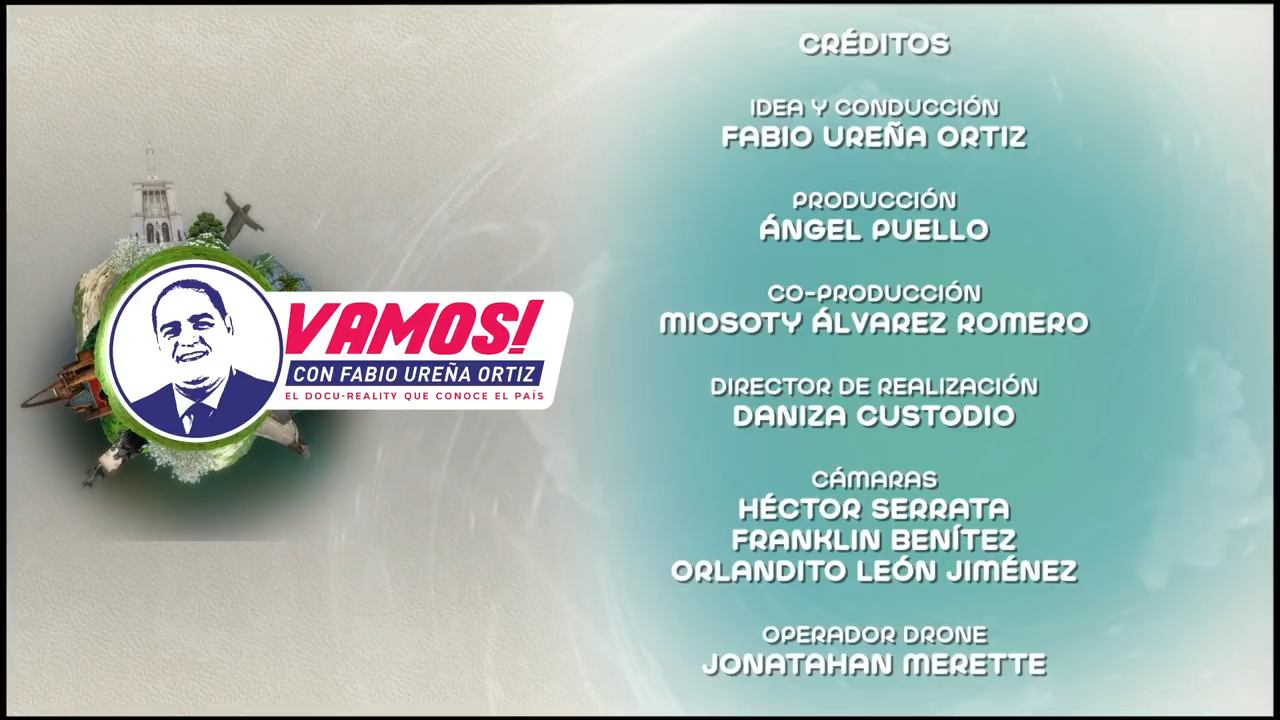 VAMOS!
CON FABIO UREÑA ORTIZ
EL DOCU-REALITY QUE CONOCE EL PAÍS
CRÉDITOS
IDEA Y CONDUCCIÓN
FABIO UREÑA ORTIZ
PRODUCCIÓN
ÁNGEL PUELLO
CO-PRODUCCIÓN
MIOSOTY ÁLVAREZ ROMERO
DIRECTOR DE REALIZACIÓN
DANIZA CUSTODIO
CÁMARAS
HÉCTOR SERRATA
FRANKLIN BENÍTEZ
ORLANDITO LEÓN JIMÉNEZ
OPERADOR DRONE
JONATAHAN MERETTE